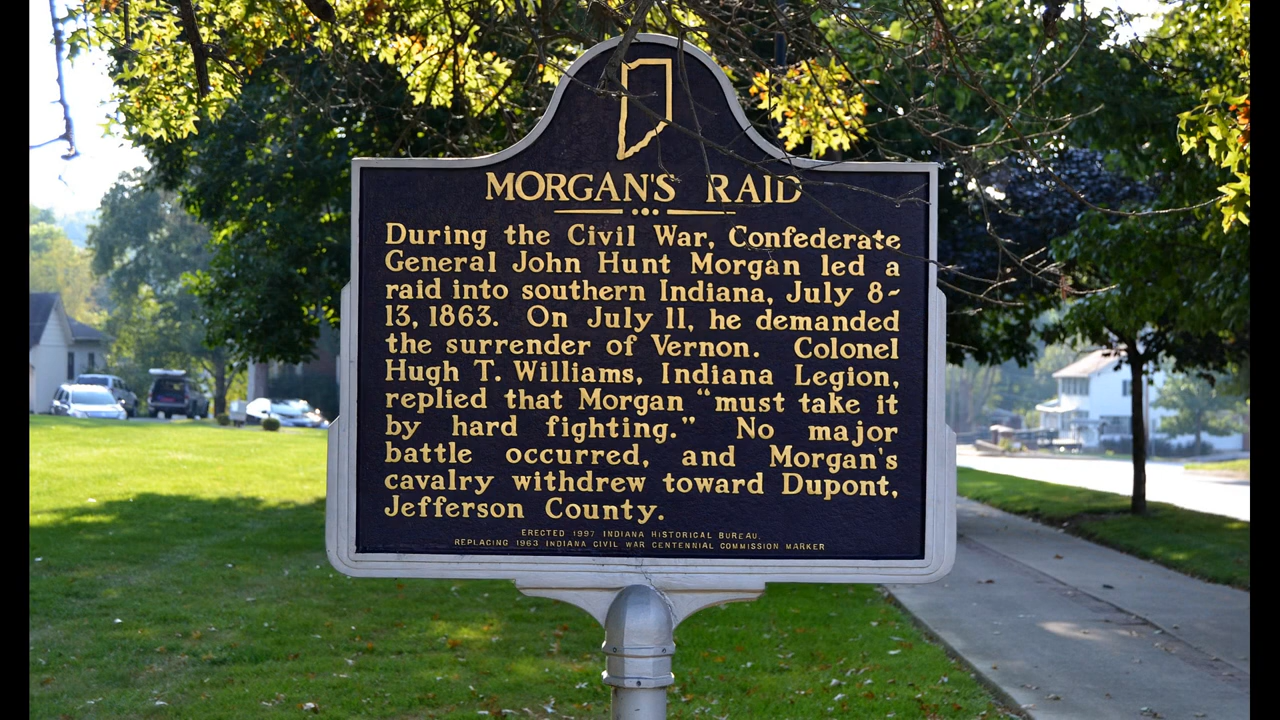 MORGAN'S RAID
During the Civil War, Confederate
General John Hunt Morgan led a
raid into southern Indiana, July 8-
13, 1863. On July 11, he demanded
the surrender of Vernon. Colonel
Hugh T. Williams, Indiana Legion,
replied that Morgan "must take it
by hard fighting." No major
battle occurred, and Morgan's
cavalry withdrew toward Dupont,
Jefferson County.
ERECTED 1997 INDIANA HISTORICAL BUREAU,
REPLACING 1963 INDIANA CIVIL WAR CENTENNIAL COMMISSION MARKER